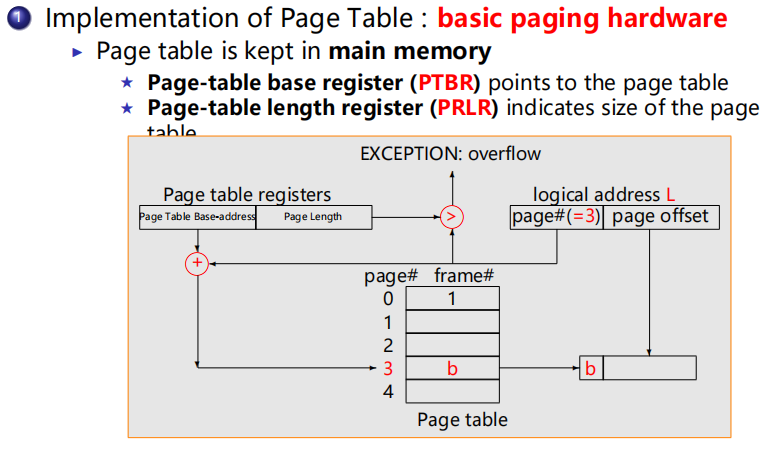 1 Implementation of Page Table : basic paging hardware
Page table is kept in main memory
Page-table base register (PTBR) points to the page table
Page-table length register (PRLR) indicates size of the page
table
EXCEPTION: overflow
Page table registers
logical address L
Page Table Base-address Page Length
>
page#(=3) page offset
+
page# frame#
0 1
1
2
3 b
b
4
Page table